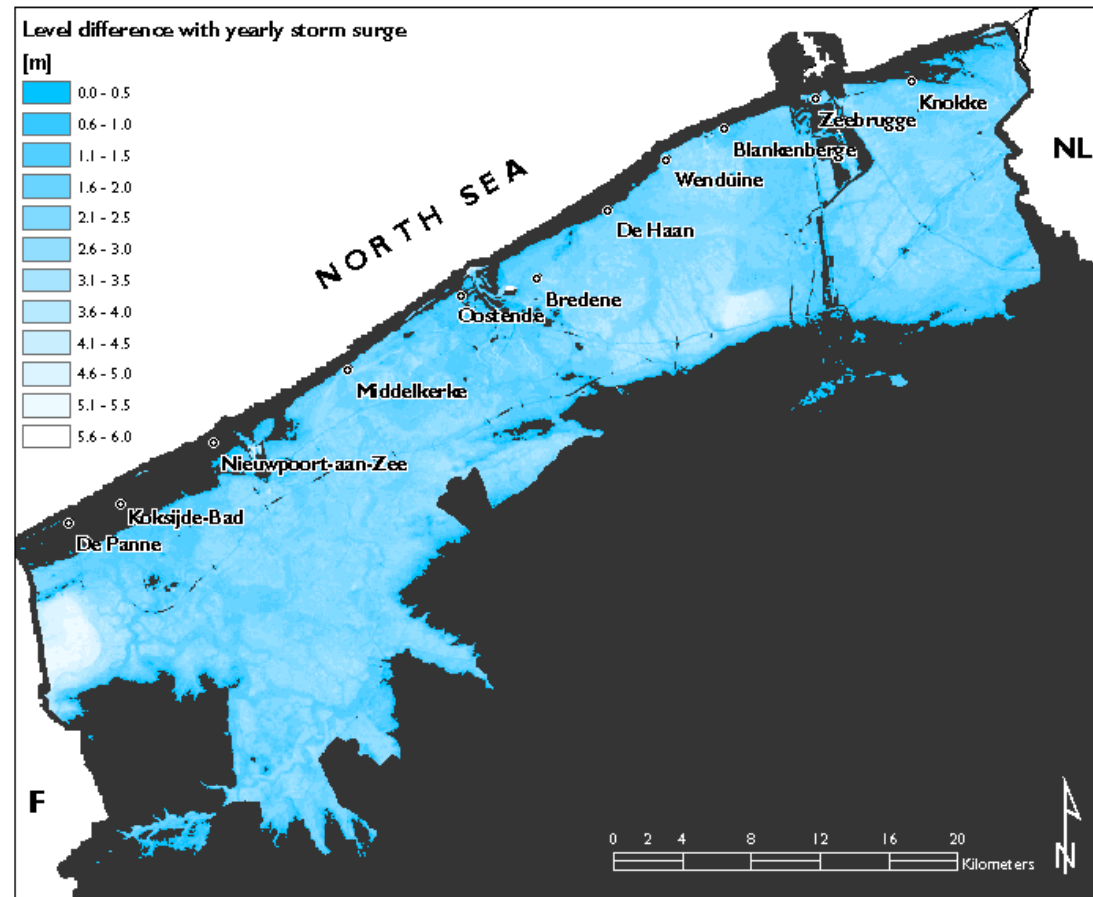 Level difference with yearly storm surge
[m]
0.0 - 0.5
0.6 - 1.0
1.1 - 1.5
1.6 - 2.0
2.1 - 2.5
2.6 - 3.0
3.1 - 3.5
3.6 - 4.0
4.1 - 4.5
4.6 - 5.0
5.1 - 5.5
5.6 - 6.0
NORTH SEA
Knokke
Zeebrugge
Blankenberge
NL
Wenduine
De Haan
Bredene
Oostende
Middelkerke
Nieuwpoort-aan-Zee
Koksijde-Bad
De Panne
F
0 2 4 8 12 16 20
Kilometers
N